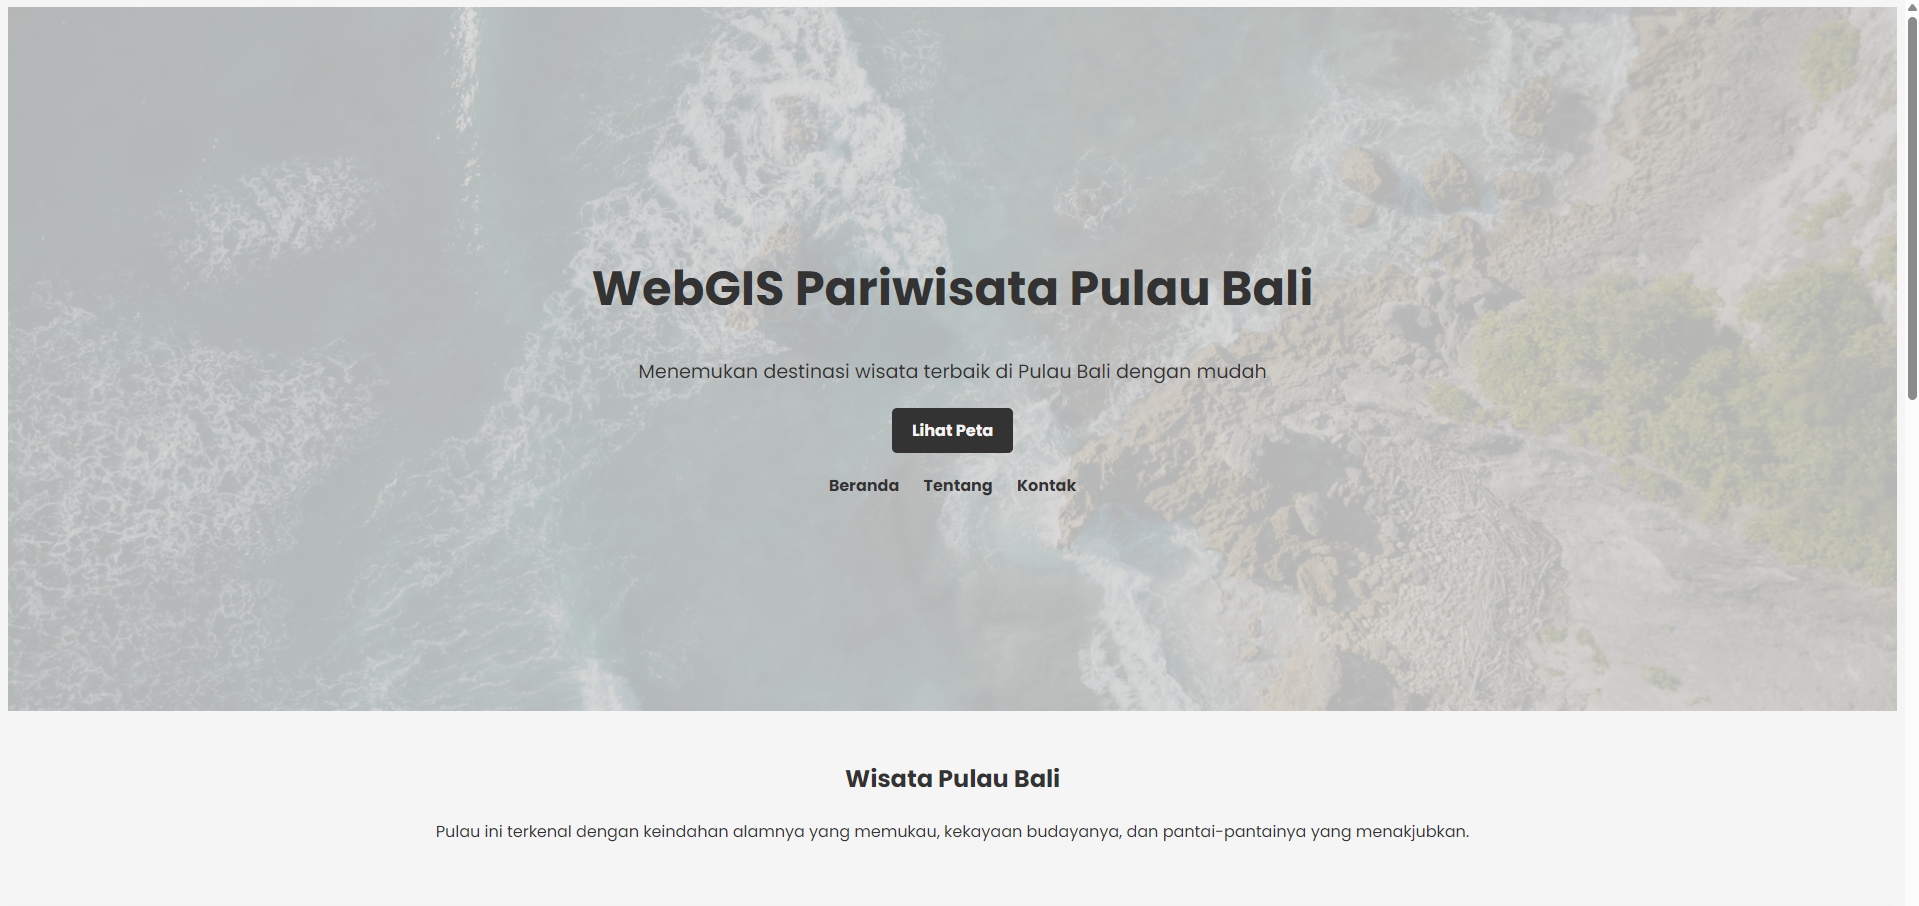 WebGIS Pariwisata Pulau Bali
Menemukan destinasi wisata terbaik di Pulau Bali dengan mudah
Lihat Peta
Beranda Tentang Kontak
Wisata Pulau Bali
Pulau ini terkenal dengan keindahan alamnya yang memukau, kekayaan budayanya, dan pantai-pantainya yang menakjubkan.